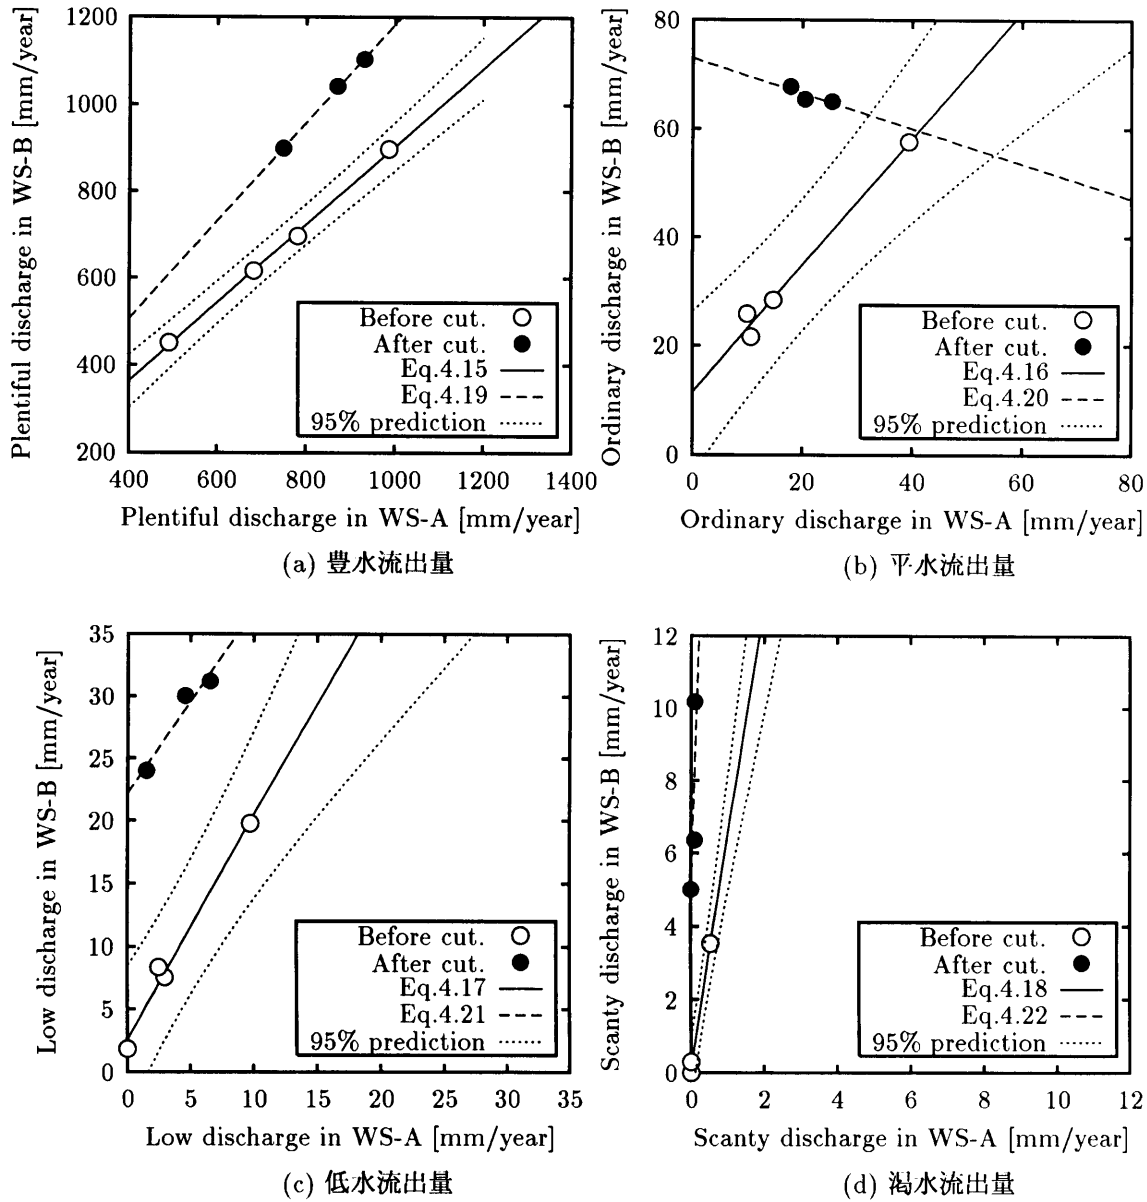 Plentiful discharge in WS-B [mm/year]
1200
1000
800
600
400
200
400 600 800 1000 1200 1400
Before cut.
After cut.
Eq.4.15
Eq.4.19
95% prediction
Plentiful discharge in WS-A [mm/year]
(a) 豊水流出量
Ordinary discharge in WS-B [mm/year]
80
60
40
20
0
0 20 40 60 80
Before cut.
After cut.
Eq.4.16
Eq.4.20
95% prediction
Ordinary discharge in WS-A [mm/year]
(b) 平水流出量
Low discharge in WS-B [mm/year]
35
30
25
20
15
10
5
0
0 5 10 15 20 25 30 35
Before cut.
After cut.
Eq.4.17
Eq.4.21
95% prediction
Low discharge in WS-A [mm/year]
(c) 低水流出量
Scanty discharge in WS-B [mm/year]
12
10
8
6
4
2
0
0 2 4 6 8 10 12
Before cut.
After cut.
Eq.4.18
Eq.4.22
95% prediction
Scanty discharge in WS-A [mm/year]
(d) 渇水流出量